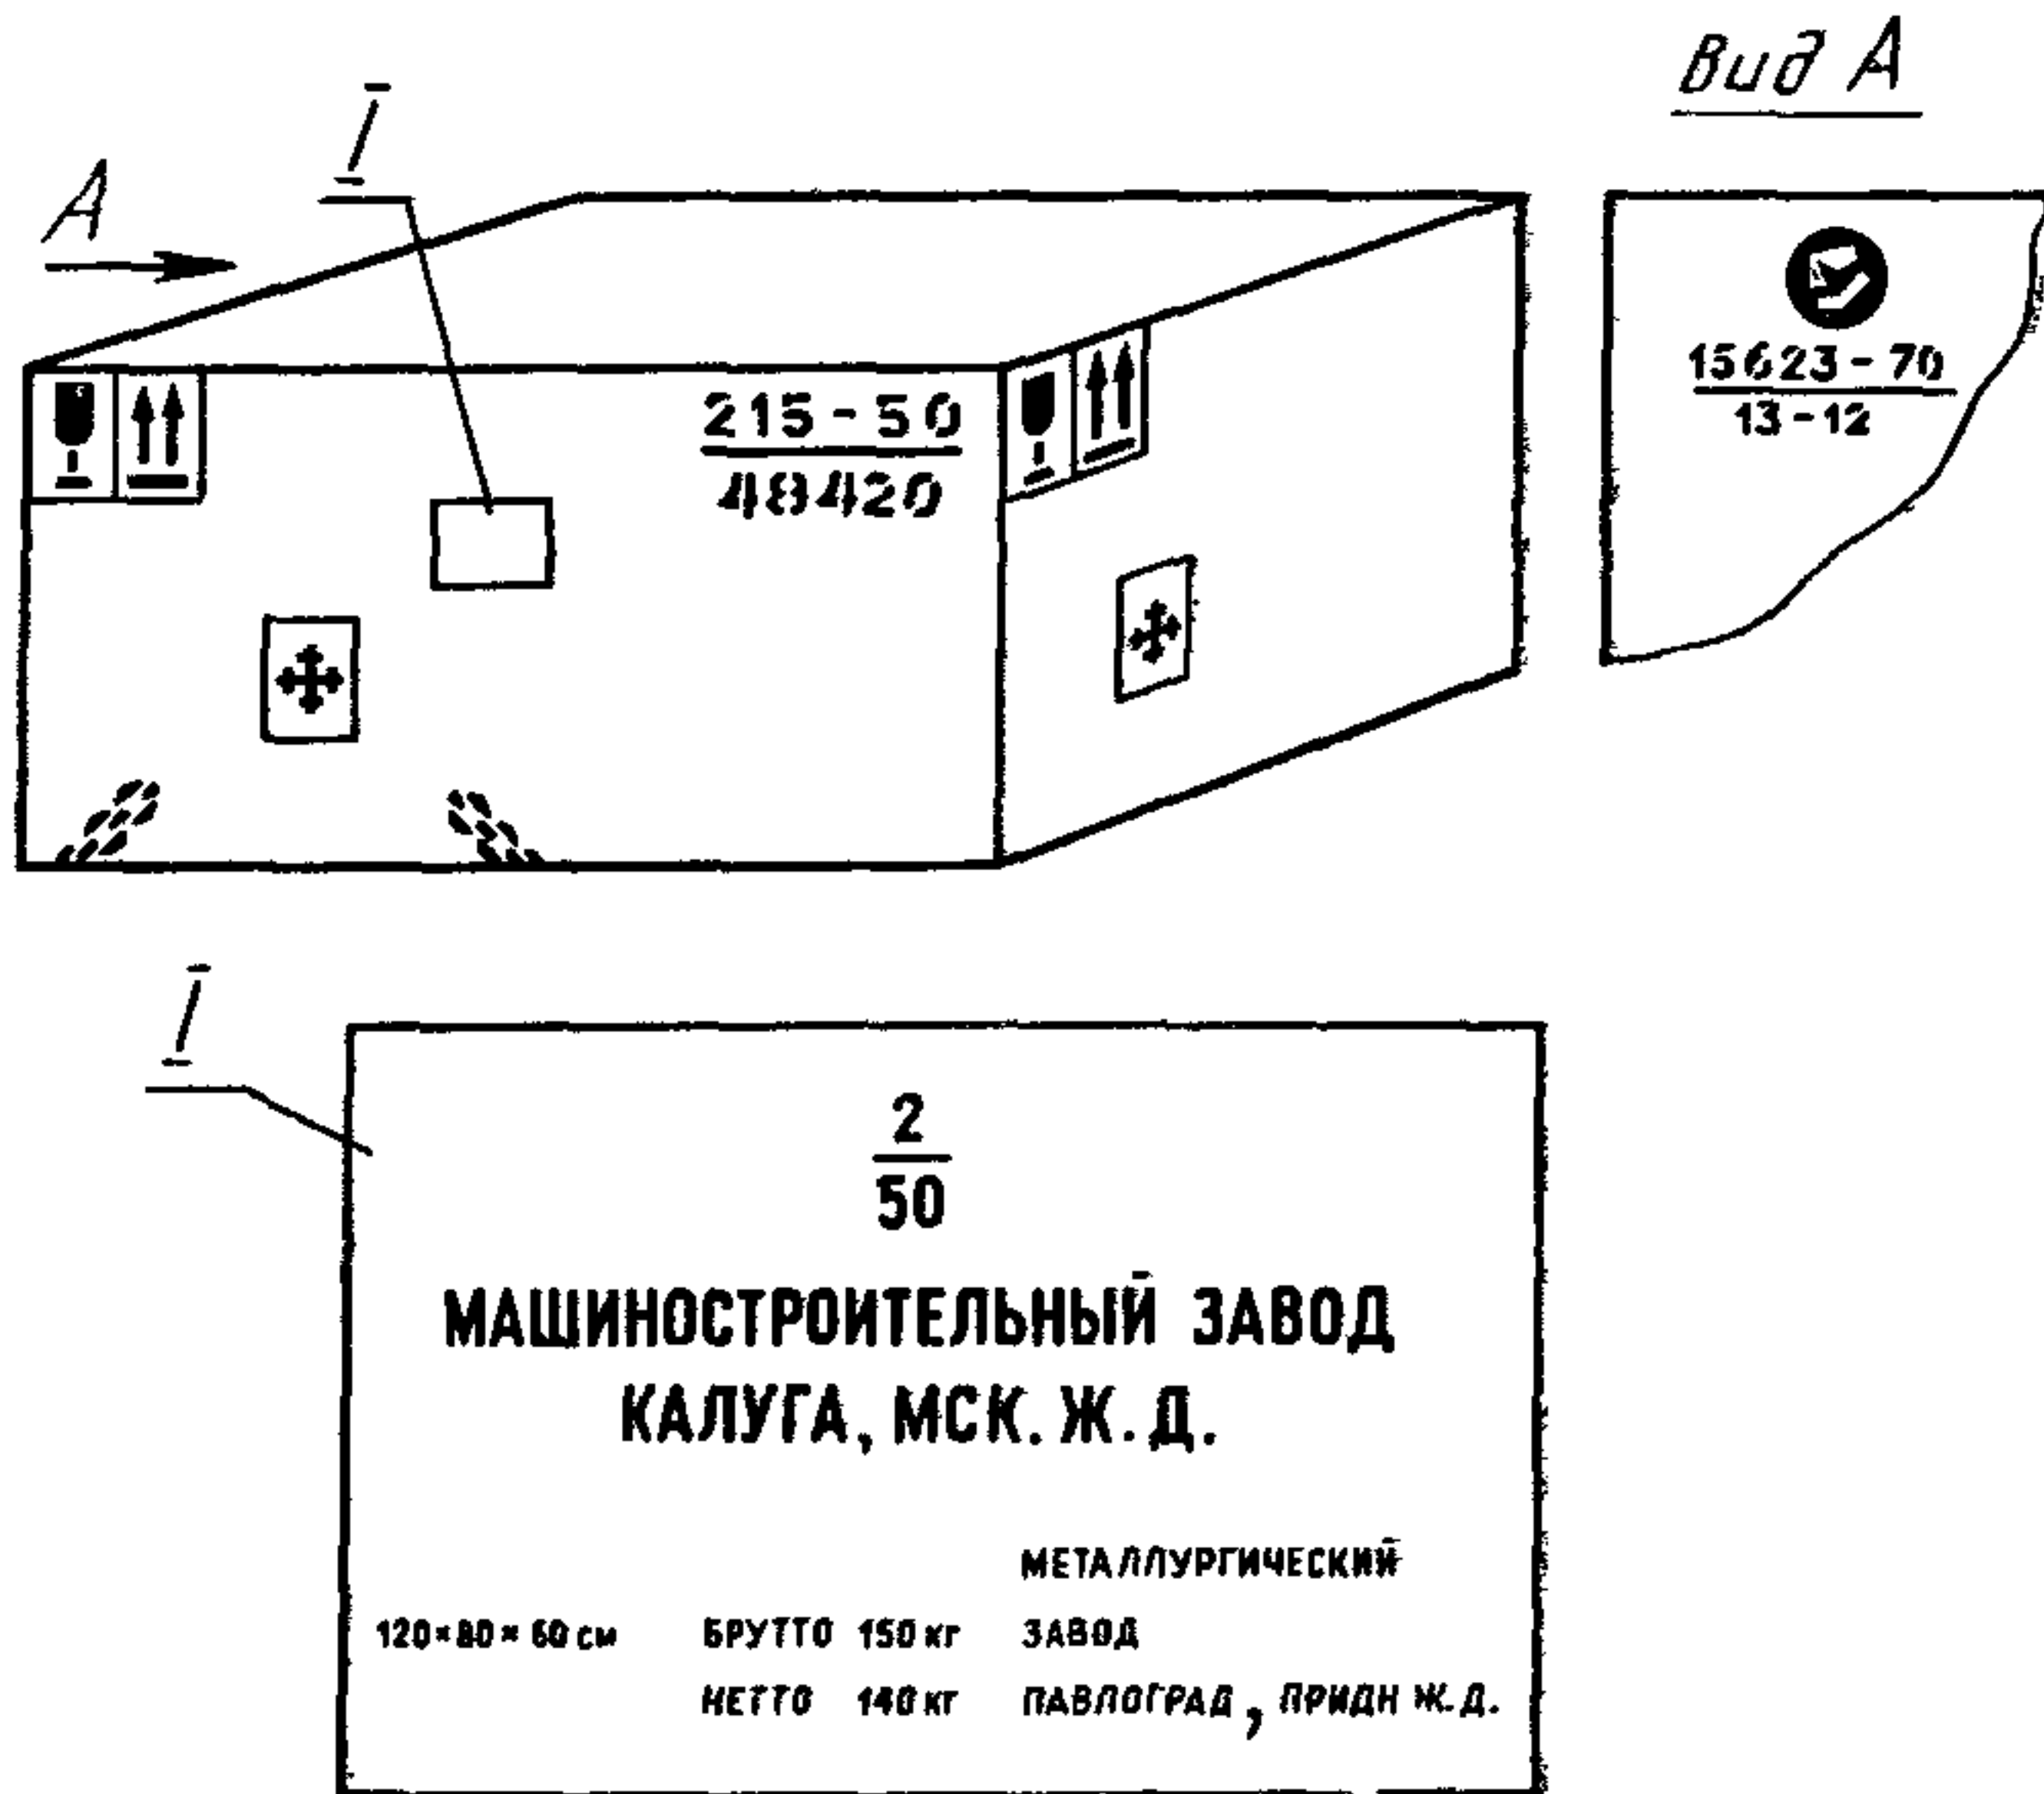 Вид А
I
А
215-50
48420
15623-70
13-12
I
2
50
МАШИНОСТРОИТЕЛЬНЫЙ ЗАВОД
КАЛУГА, МСК. Ж.Д.
МЕТАЛЛУРГИЧЕСКИЙ
120×80×60 см БРУТТО 150 кг ЗАВОД
НЕТТО 140 кг ПАВЛОГРАД, ПРИДН Ж.Д.